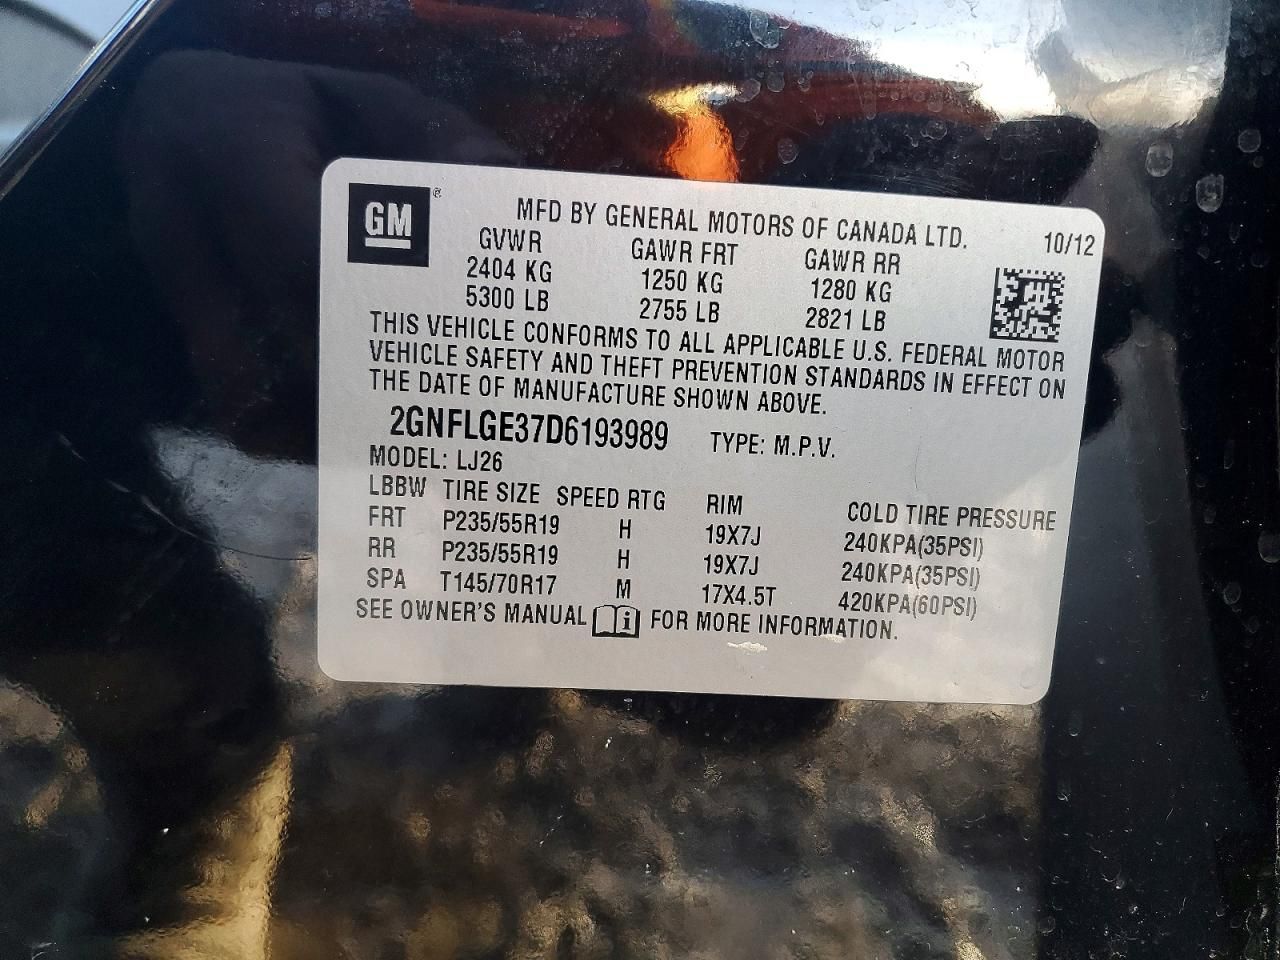 GM ®
MFD BY GENERAL MOTORS OF CANADA LTD. 10/12
GVWR GAWR FRT GAWR RR
2404 KG 1250 KG 1280 KG
5300 LB 2755 LB 2821 LB
THIS VEHICLE CONFORMS TO ALL APPLICABLE U.S. FEDERAL MOTOR
VEHICLE SAFETY AND THEFT PREVENTION STANDARDS IN EFFECT ON
THE DATE OF MANUFACTURE SHOWN ABOVE.
2GNFLGE37D6193989 TYPE: M.P.V.
MODEL: LJ26
LBBW TIRE SIZE SPEED RTG RIM COLD TIRE PRESSURE
FRT P235/55R19 H 19X7J 240KPA(35PSI)
RR P235/55R19 H 19X7J 240KPA(35PSI)
SPA T145/70R17 M 17X4.5T 420KPA(60PSI)
SEE OWNER'S MANUAL i FOR MORE INFORMATION.